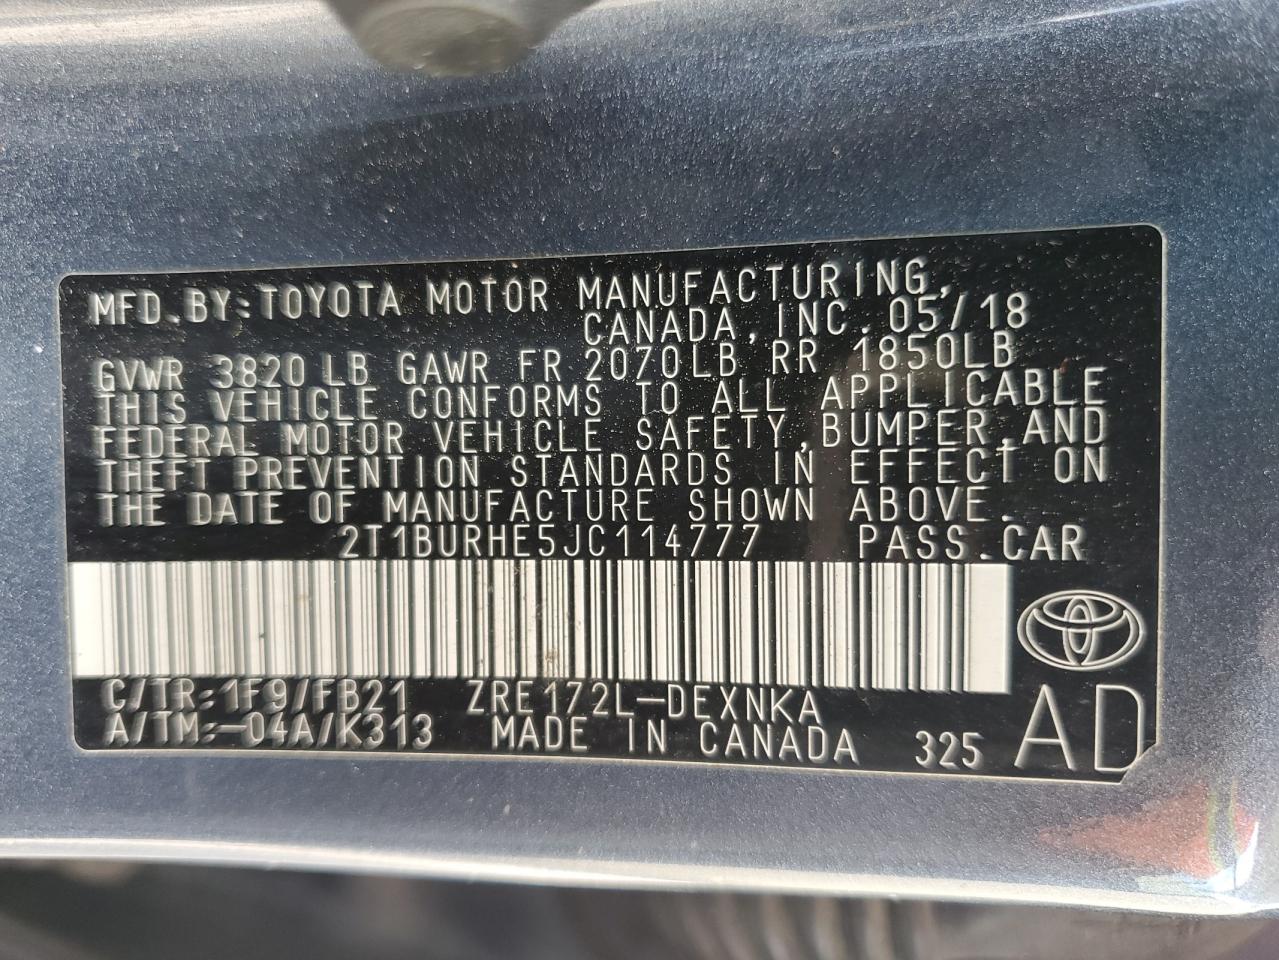 MFD.BY:TOYOTA MOTOR MANUFACTURING,
CANADA,INC. 05/18
GVWR 3820 LB GAWR FR 2070LB RR 1850LB
THIS VEHICLE CONFORMS TO ALL APPLICABLE
FEDERAL MOTOR VEHICLE SAFETY,BUMPER,AND
THEFT PREVENTION STANDARDS IN EFFECT ON
THE DATE OF MANUFACTURE SHOWN ABOVE.
2T1BURHE5JC114777 PASS.CAR
C/TR:1F9/FB21 ZRE172L-DEXNKA
A/TM:-04A/K313 MADE IN CANADA 325 AD